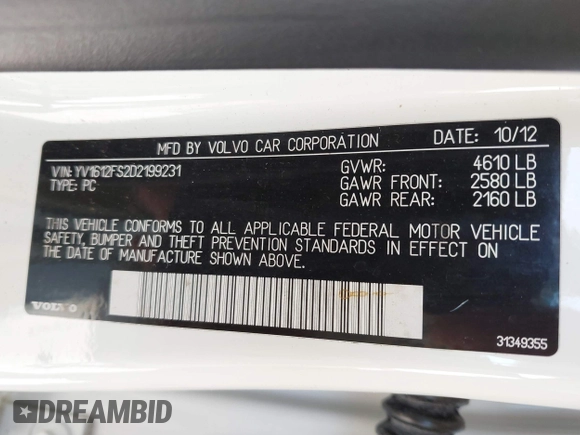 MFD BY VOLVO CAR CORPORATION DATE: 10/12
VIN: YV1612FS2D2199231 GVWR: 4610 LB
TYPE: PC GAWR FRONT: 2580 LB
GAWR REAR: 2160 LB
THIS VEHICLE CONFORMS TO ALL APPLICABLE FEDERAL MOTOR VEHICLE
SAFETY, BUMPER AND THEFT PREVENTION STANDARDS IN EFFECT ON
THE DATE OF MANUFACTURE SHOWN ABOVE.
VOLVO
31349355
DREAMBID